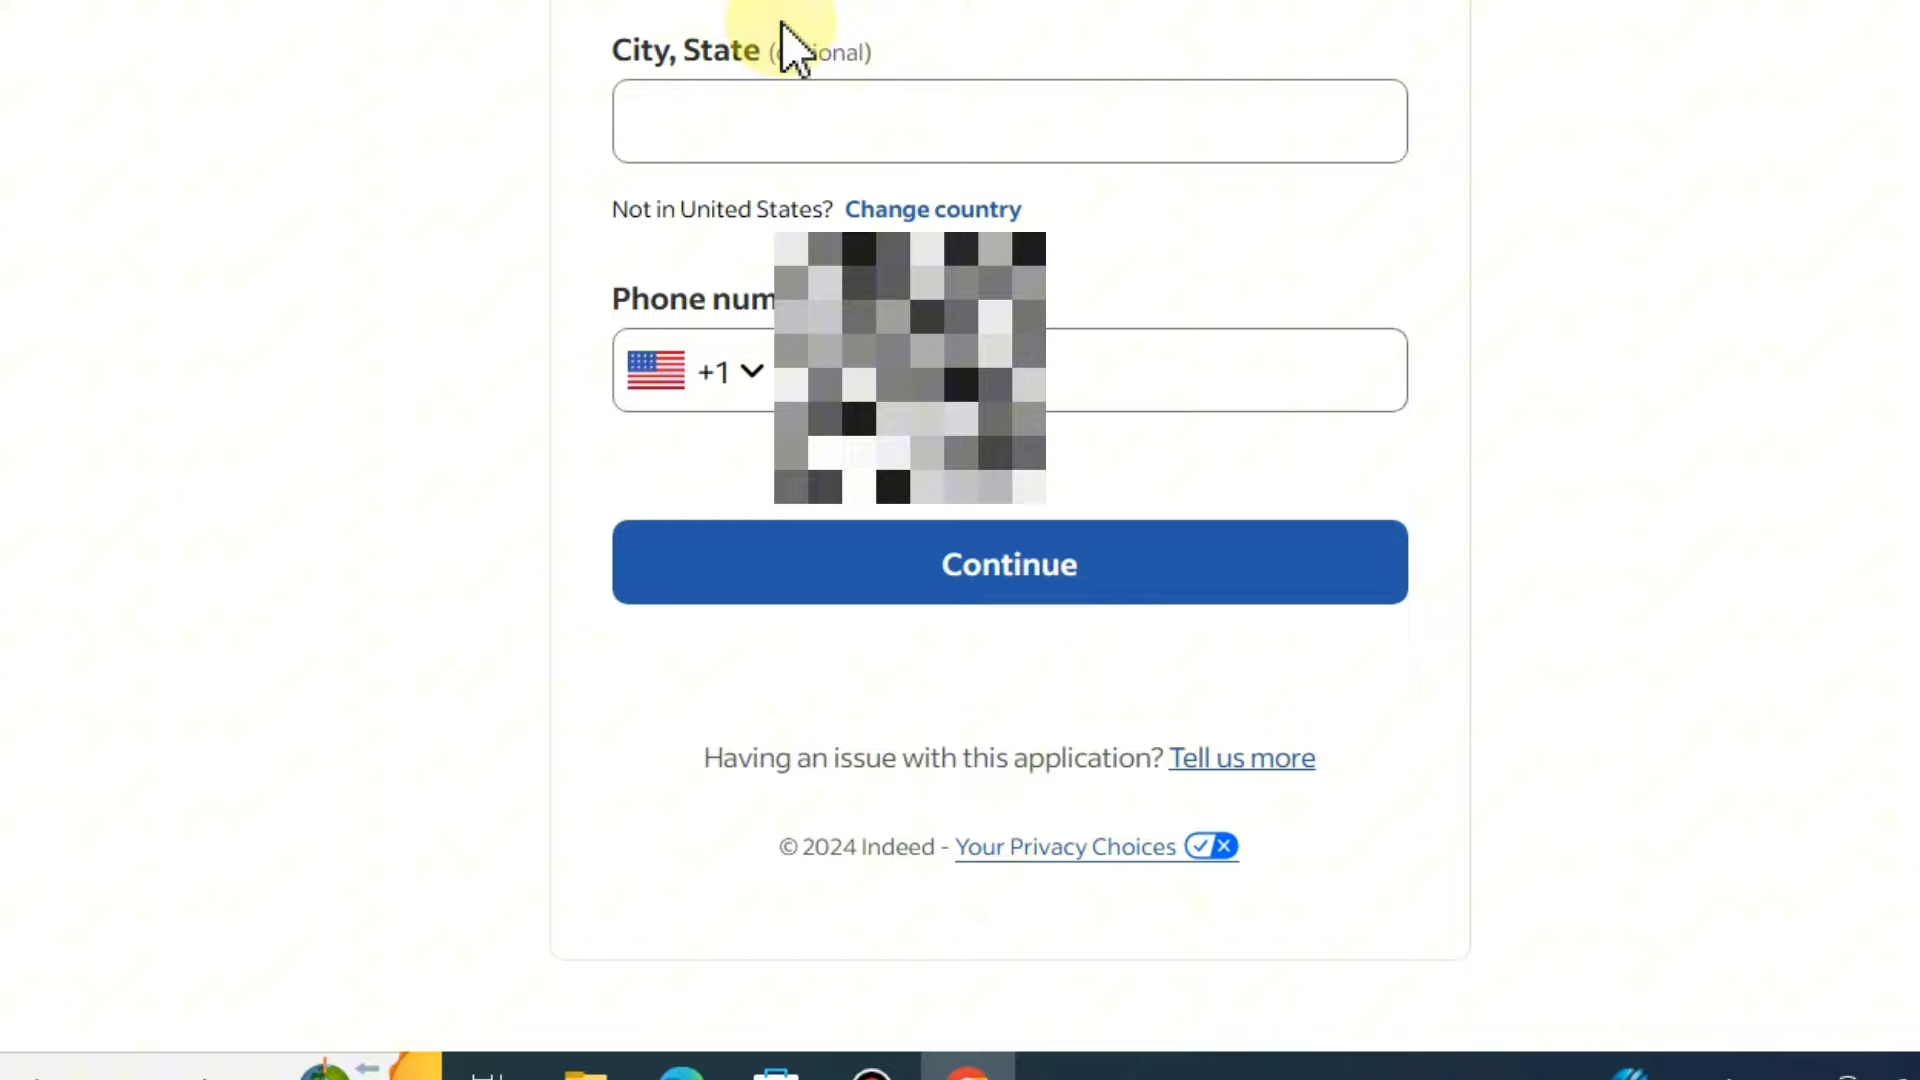 City, State
Not in United States? Change country
Phone
+1
Continue
Having an issue with this application? Tell us more
© 2024 Indeed - Your Privacy Choices